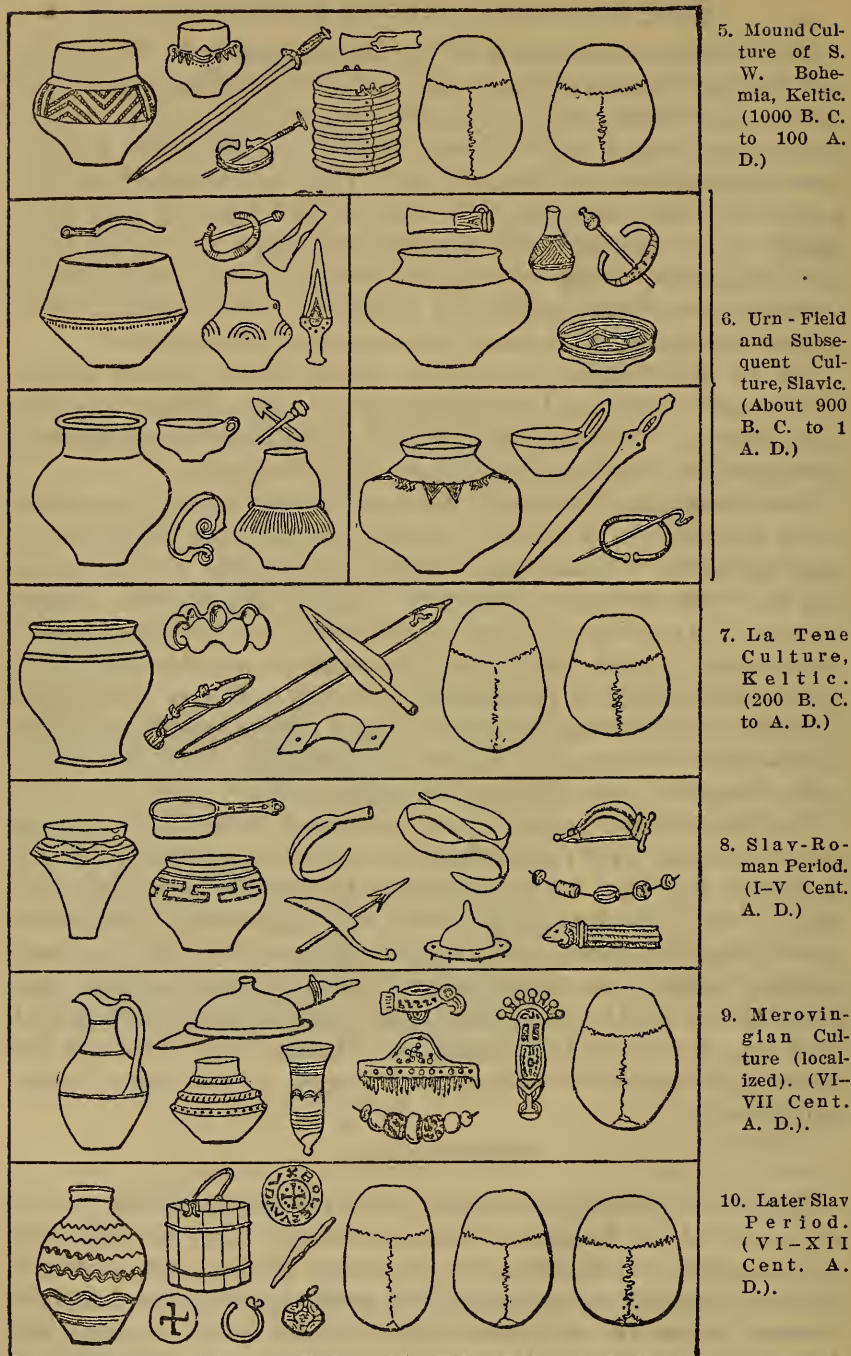 5. Mound Cul-
ture of S.
W. Bohe-
mia, Keltic.
(1000 B. C.
to 100 A.
D.)
6. Urn - Field
and Subse-
quent Cul-
ture, Slavic.
(About 900
B. C. to 1
A. D.)
7. La Tene
Culture,
Keltic.
(200 B. C.
to A. D.)
8. Slav-Ro-
man Period.
(I–V Cent.
A. D.)
9. Merovin-
gian Cul-
ture (local-
ized). (VI–
VII Cent.
A. D.).
10. Later Slav
Period.
(VI–XII
Cent. A.
D.).